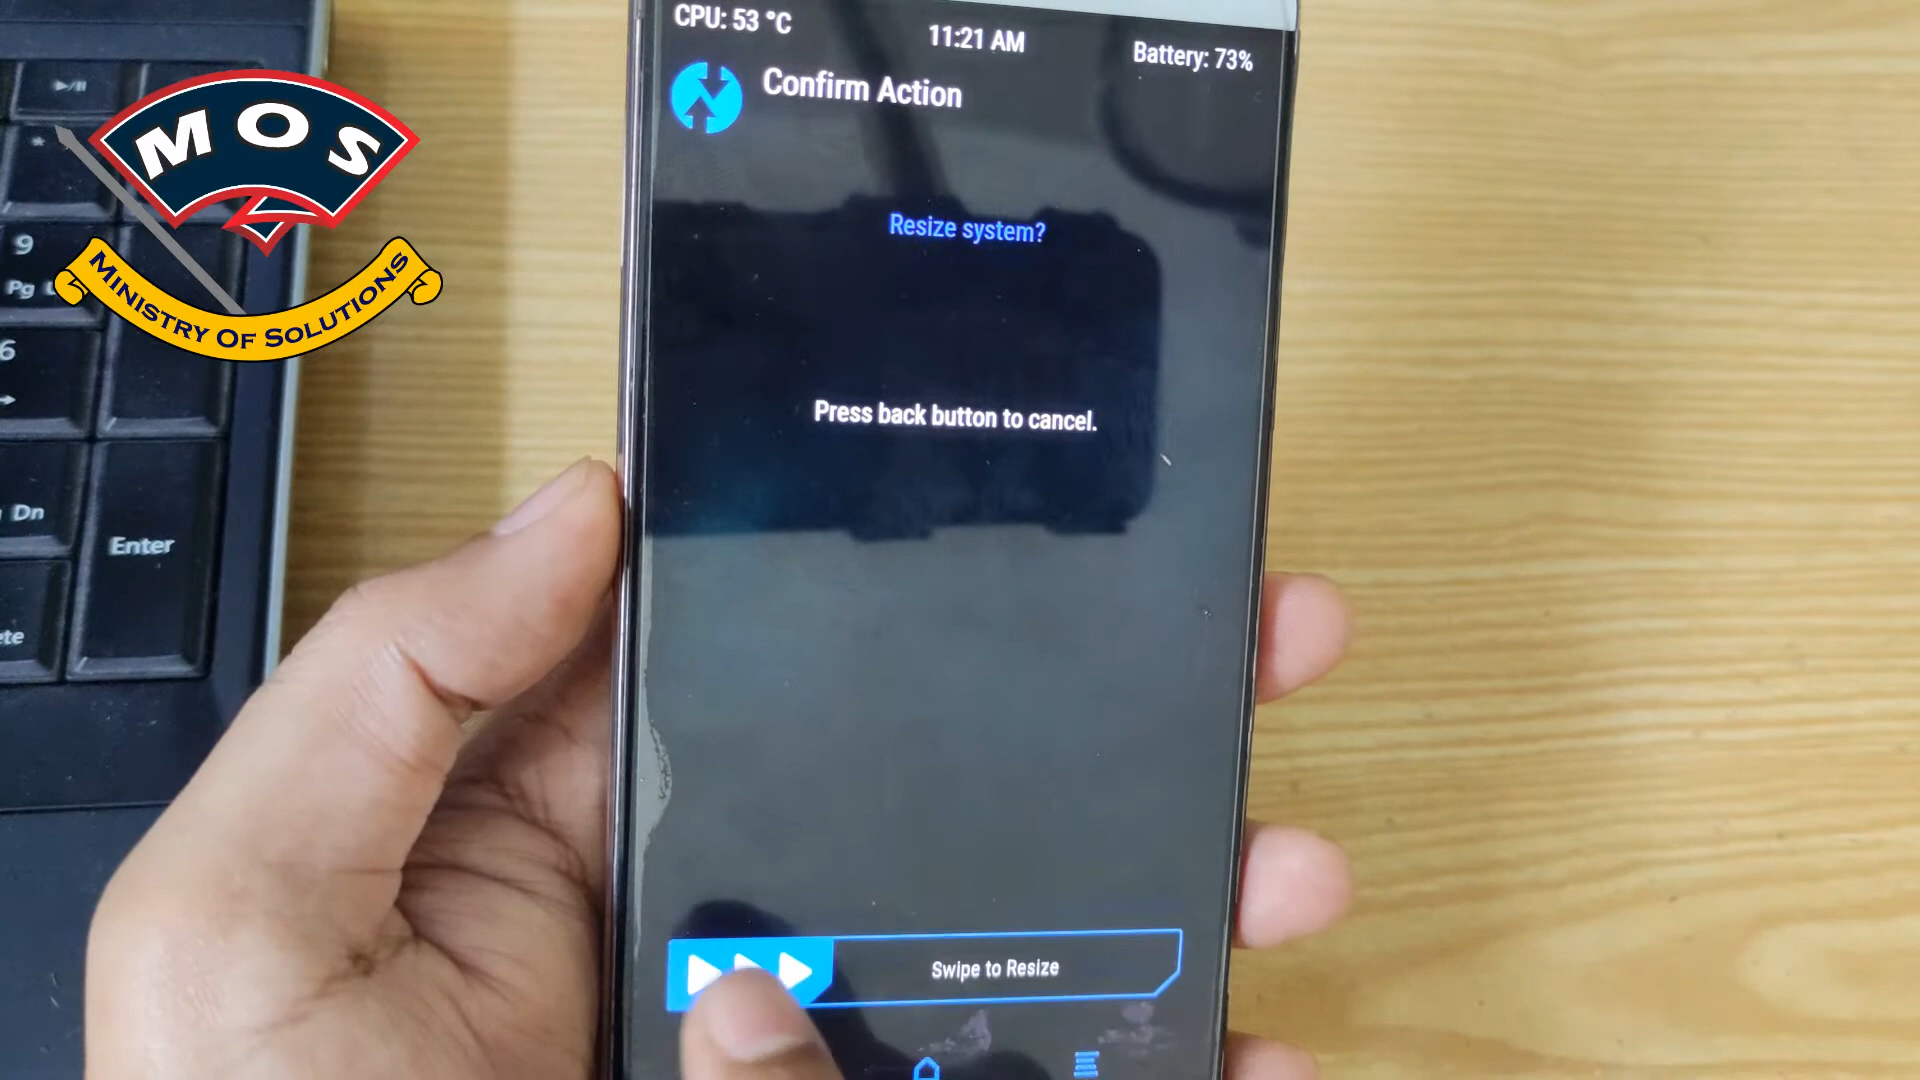 CPU: 53 °C
11:21 AM
Battery: 73%
Confirm Action
Resize system?
Press back button to cancel.
Swipe to Resize
MOS
MINISTRY OF SOLUTIONS
*
9
Pg
6
Dn
Enter